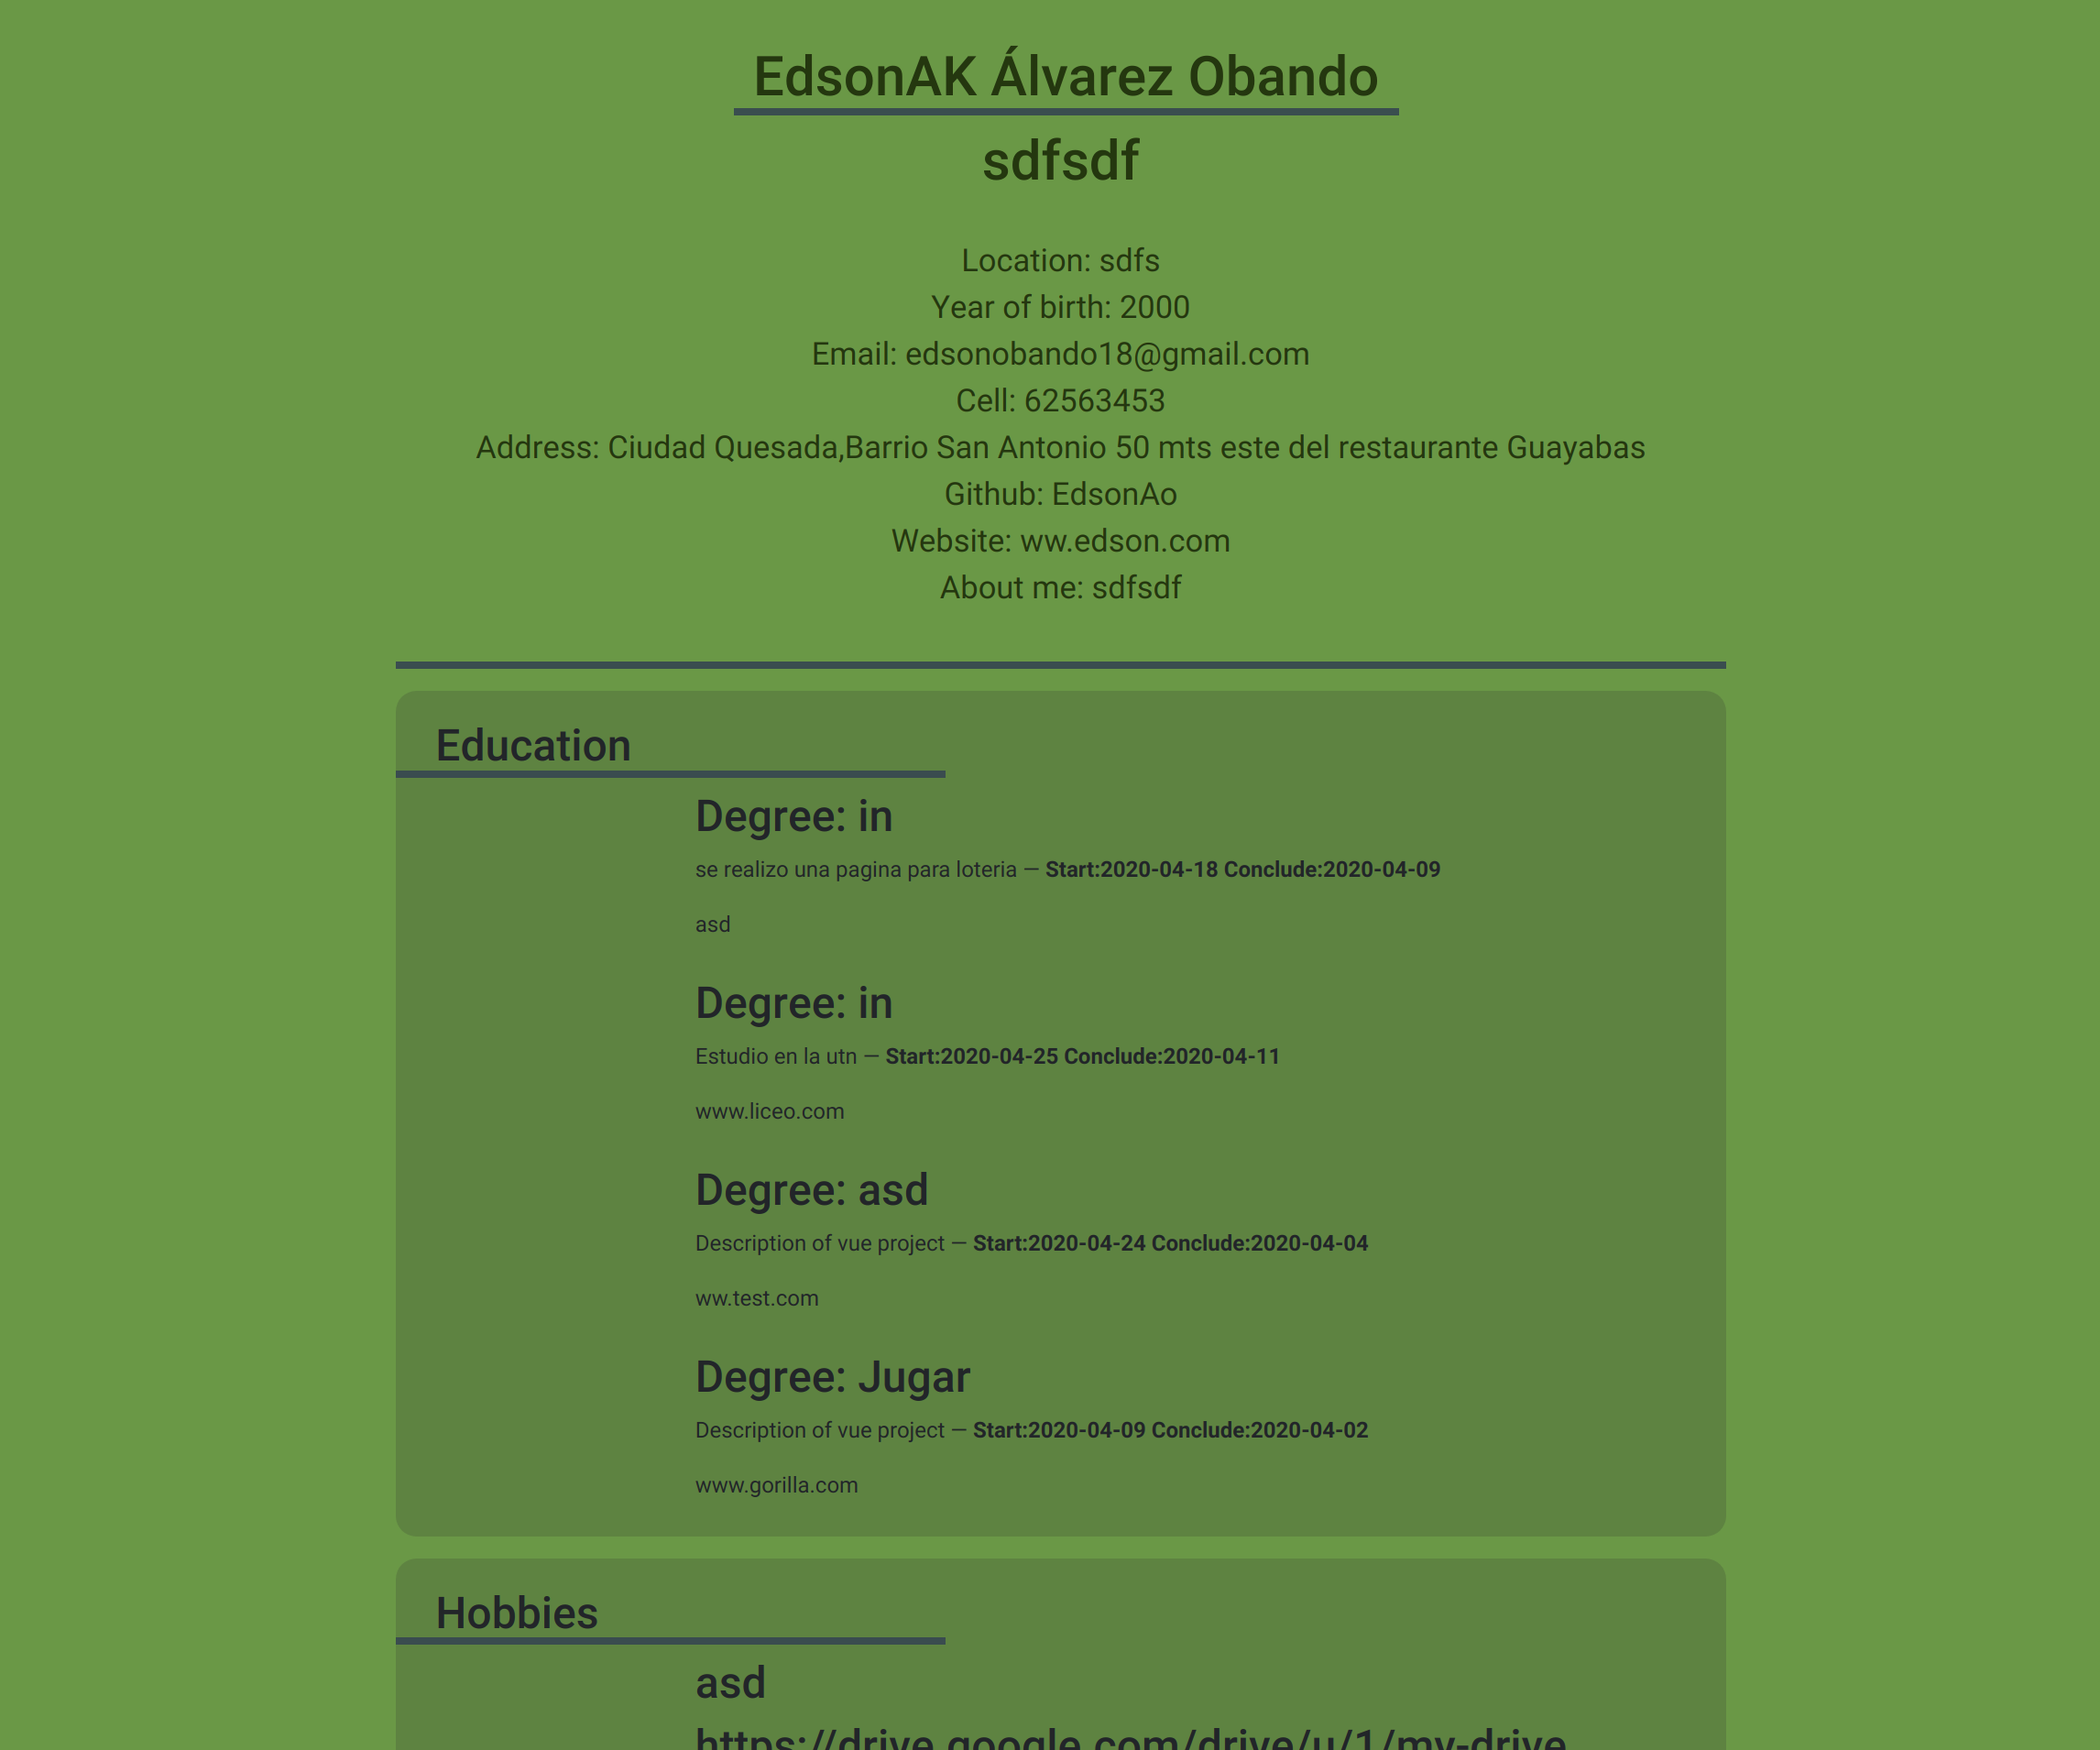 EdsonAK Álvarez Obando
sdfsdf
Location: sdfs
Year of birth: 2000
Email: edsonobando18@gmail.com
Cell: 62563453
Address: Ciudad Quesada,Barrio San Antonio 50 mts este del restaurante Guayabas
Github: EdsonAo
Website: ww.edson.com
About me: sdfsdf
Education
Degree: in
se realizo una pagina para loteria — Start:2020-04-18 Conclude:2020-04-09
asd
Degree: in
Estudio en la utn — Start:2020-04-25 Conclude:2020-04-11
www.liceo.com
Degree: asd
Description of vue project — Start:2020-04-24 Conclude:2020-04-04
ww.test.com
Degree: Jugar
Description of vue project — Start:2020-04-09 Conclude:2020-04-02
www.gorilla.com
Hobbies
asd
https://drive.google.com/drive/u/1/my-drive